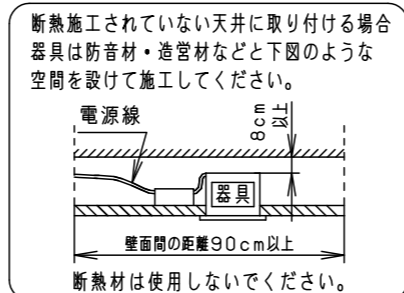 断熱施工されていない天井に取り付ける場合
器具は防音材・造営材などと下図のような
空間を設けて施工してください。
電源線
8cm
以上
器具
壁面間の距離90cm以上
断熱材は使用しないでください。